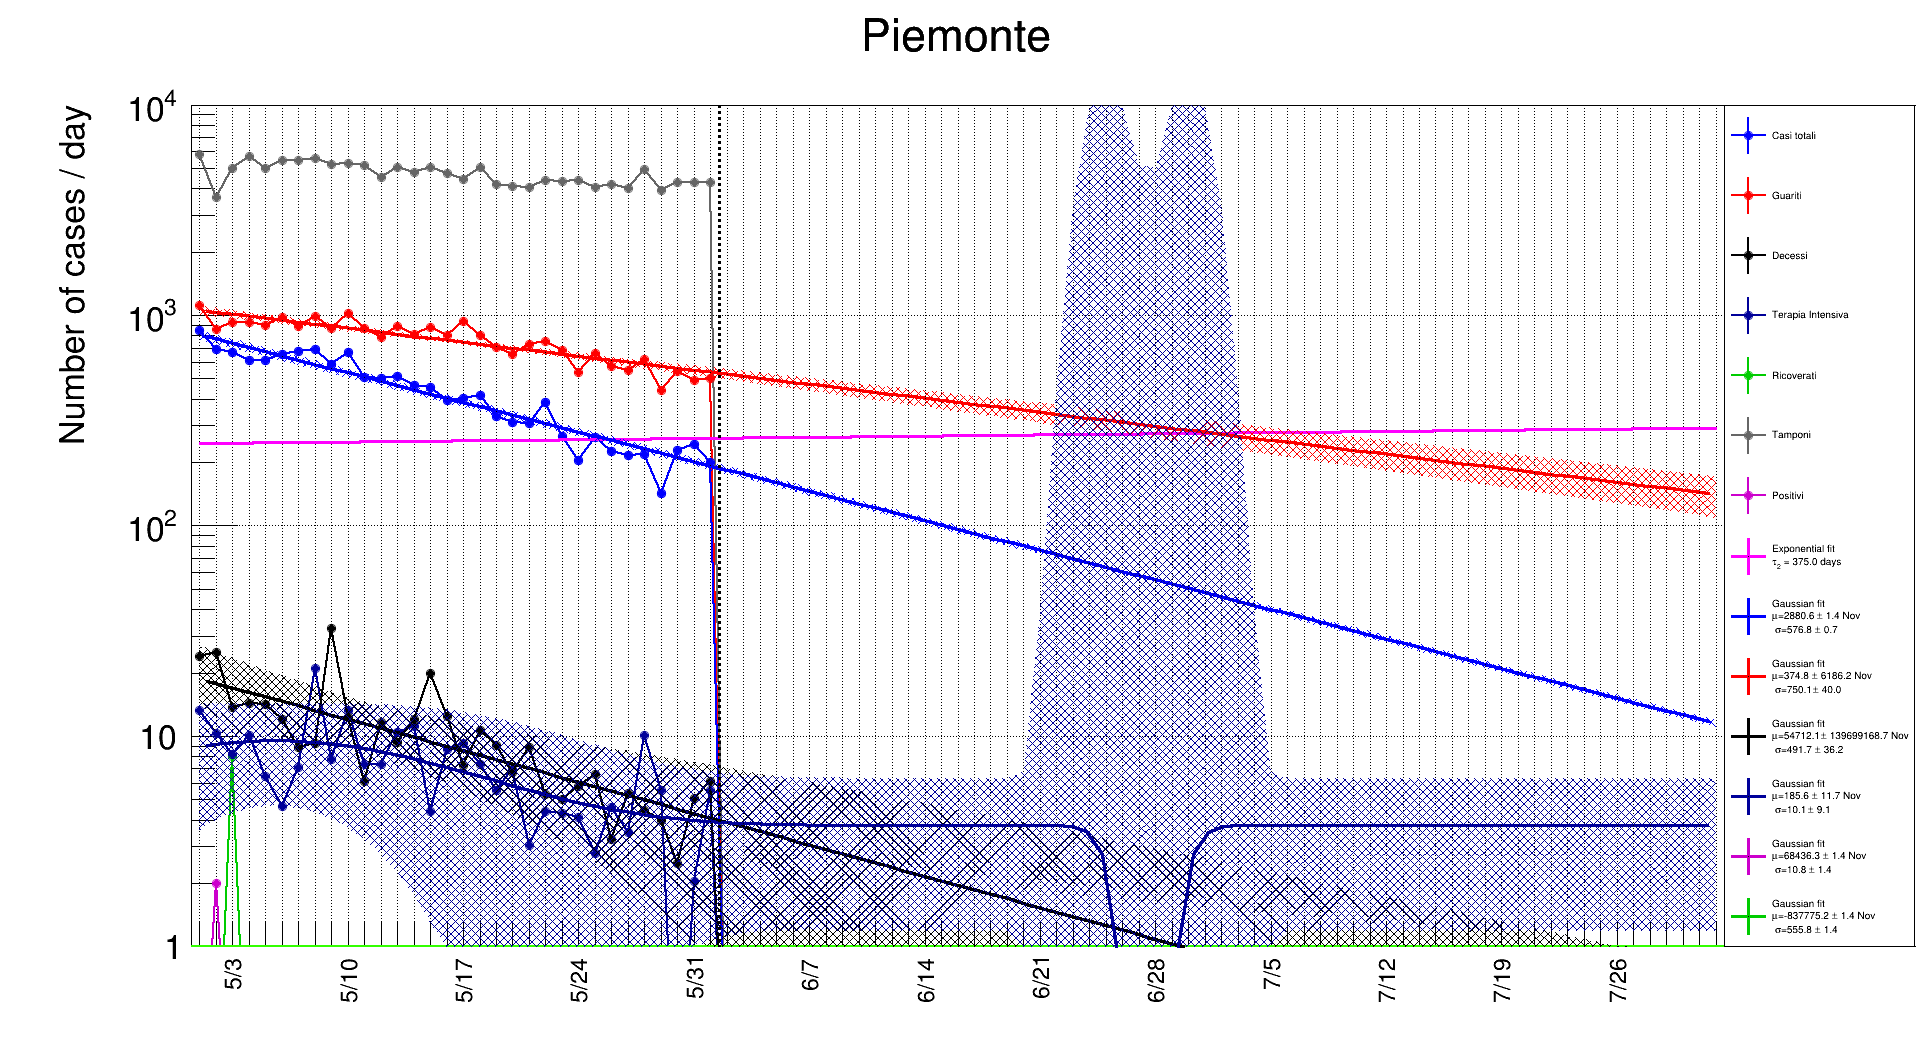 Piemonte
Number of cases / day
10^4
10^3
10^2
10
1
5/3
5/10
5/17
5/24
5/31
6/7
6/14
6/21
6/28
7/5
7/12
7/19
7/26
Casi totali
Guariti
Decessi
Terapia Intensiva
Ricoverati
Tamponi
Positivi
Exponential fit
τ₂ = 375.0 days
Gaussian fit
μ=2880.6 ± 1.4 Nov
σ=576.8 ± 0.7
Gaussian fit
μ=374.8 ± 6186.2 Nov
σ=750.1 ± 40.0
Gaussian fit
μ=54712.1 ± 139699168.7 Nov
σ=491.7 ± 36.2
Gaussian fit
μ=185.6 ± 11.7 Nov
σ=10.1 ± 9.1
Gaussian fit
μ=68436.3 ± 1.4 Nov
σ=10.8 ± 1.4
Gaussian fit
μ=-837775.2 ± 1.4 Nov
σ=555.8 ± 1.4